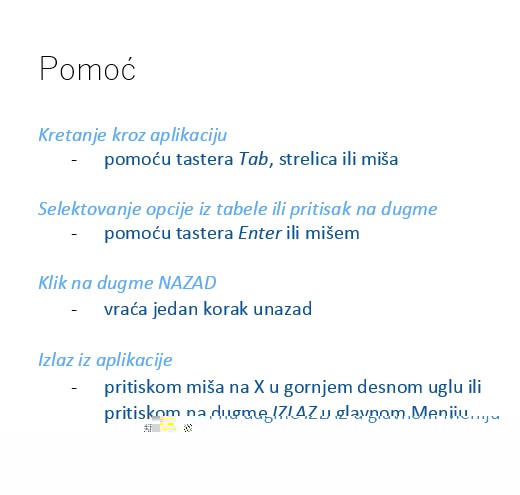 Pomoć
Kretanje kroz aplikaciju
- pomoću tastera Tab, strelica ili miša
Selektovanje opcije iz tabele ili pritisak na dugme
- pomoću tastera Enter ili mišem
Klik na dugme NAZAD
- vraća jedan korak unazad
Izlaz iz aplikacije
- pritiskom miša na X u gornjem desnom uglu ili
pritiskom na dugme IZLAZ u glavnom Meniju